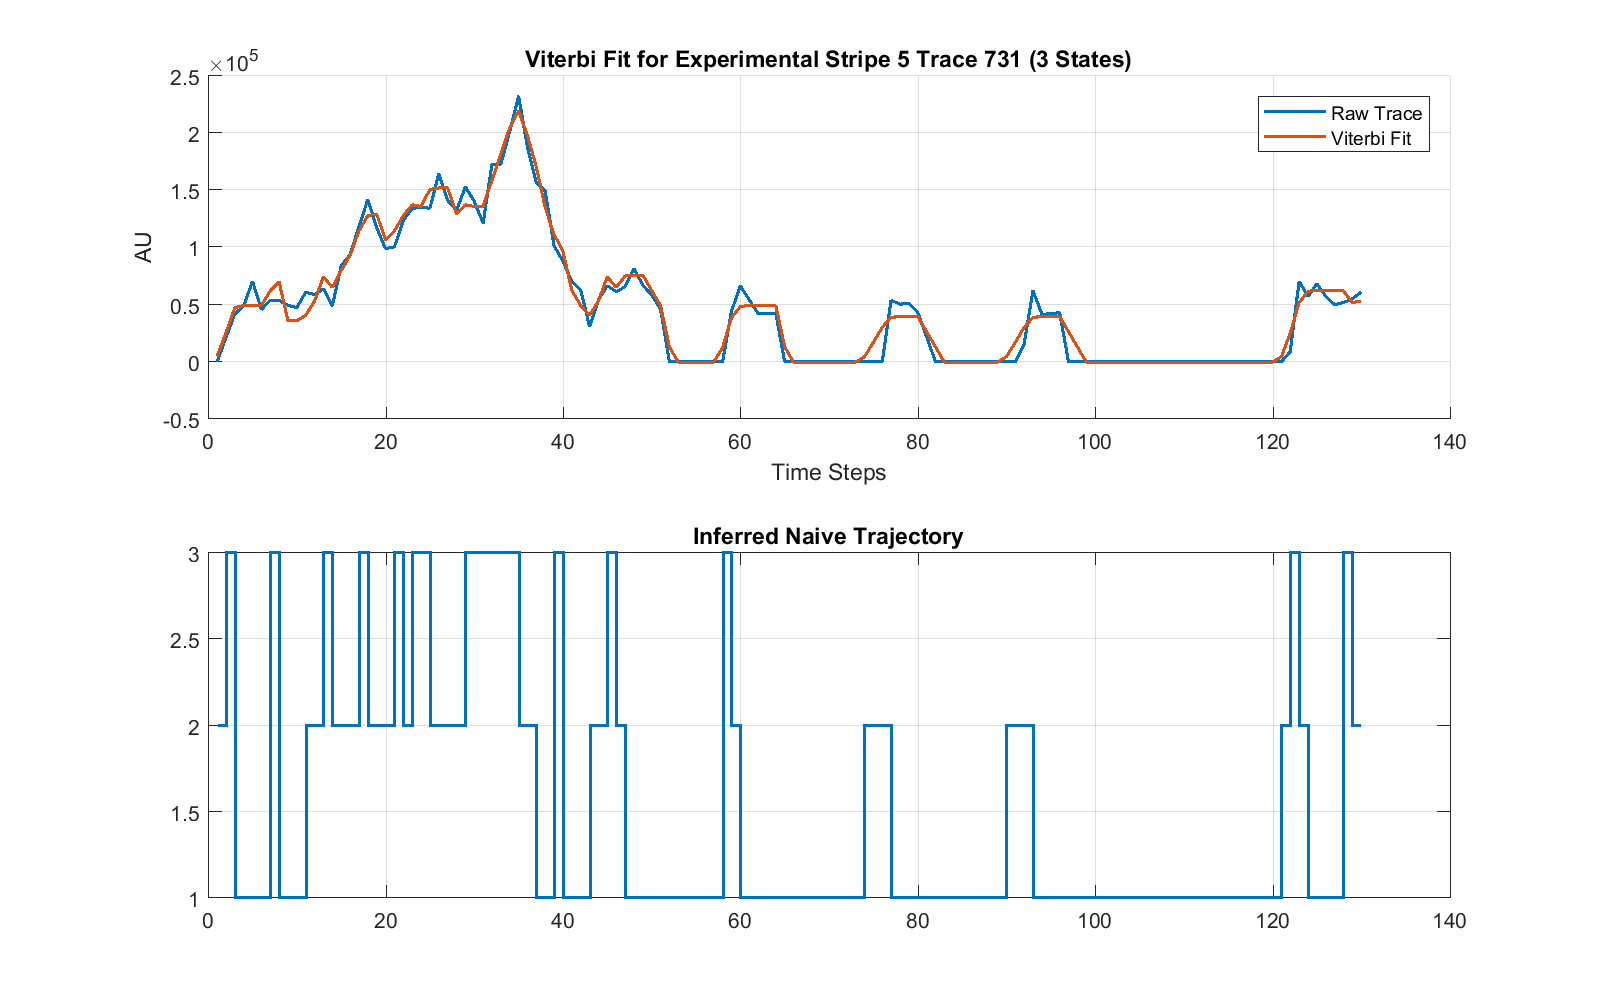 Viterbi Fit for Experimental Stripe 5 Trace 731 (3 States)
×10^5
2.5
2
1.5
1
0.5
0
-0.5
AU
Raw Trace
Viterbi Fit
0 20 40 60 80 100 120 140
Time Steps
Inferred Naive Trajectory
3
2.5
2
1.5
1
0 20 40 60 80 100 120 140